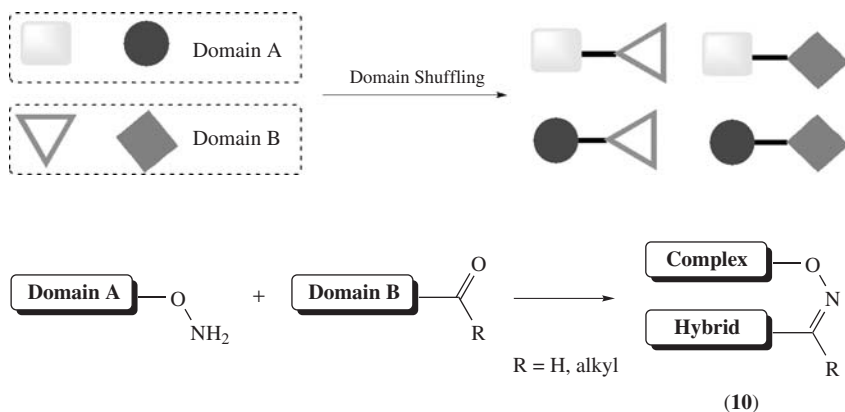 Domain A
Domain Shuffling
Domain B
Domain A
O
NH₂
+
Domain B
O
R
R = H, alkyl
Complex
O
N
Hybrid
R
(10)